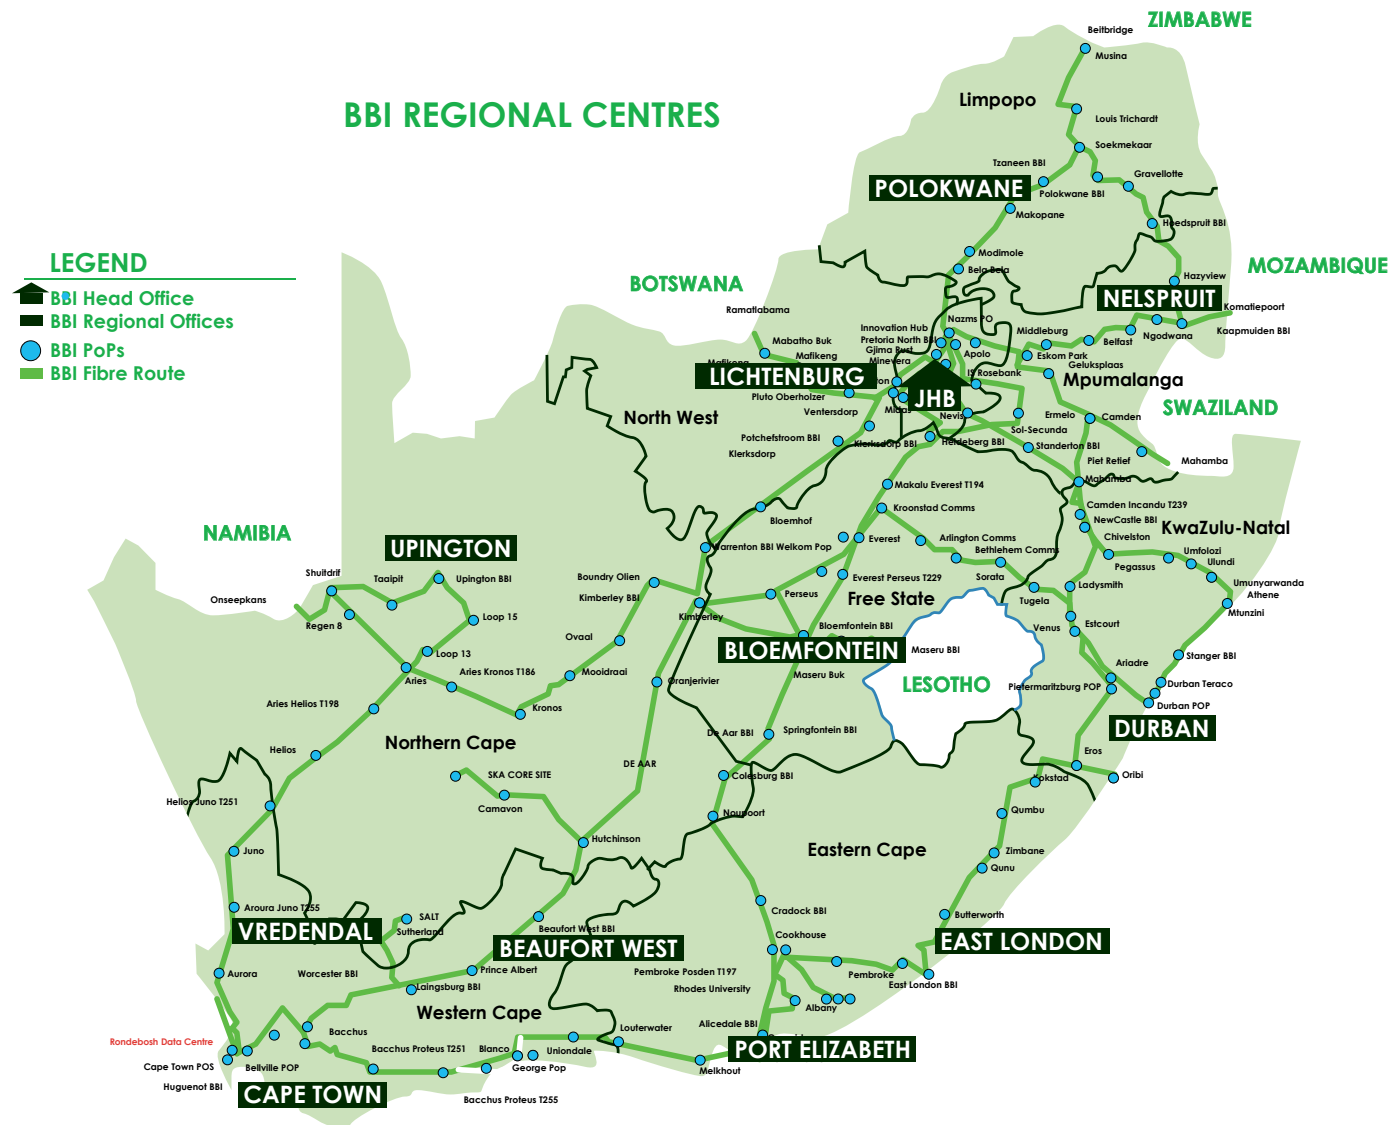 ZIMBABWE
Beitbridge
Musina
Limpopo
BBI REGIONAL CENTRES
Louis Trichardt
Soekmekaar
Tzaneen BBI
Gravellotte
POLOKWANE
Polokwane BBI
Makopane
Hoedspruit BBI
Modimole
LEGEND
Bela Bela
MOZAMBIQUE
BOTSWANA
Hazyview
BBI Head Office
NELSPRUIT
BBI Regional Offices
Ramatlabama
Komatiepoort
Nazms PO
Innovation Hub
Middleburg
Kaapmuiden BBI
Mabatho Buk
Pretoria North BBI
Belfast
Ngodwana
BBI PoPs
Mafikeng
Gjima Rust
Apolo
Eskom Park
Mafikeng
Minevera
Geluksplaas
BBI Fibre Route
LICHTENBURG
IS Rosebank
Mpumalanga
Pluto Oberholzer
JHB
SWAZILAND
North West
Ventersdorp
Midas
Nevis
Ermelo
Camden
Sol-Secunda
Potchefstroom BBI
Klerksdorp BBI
Heideberg BBI
Standerton BBI
Klerksdorp
Piet Retief
Mahamba
Makalu Everest T194
Mahamba
Kroonstad Comms
Camden Incandu T239
Bloemhof
NewCastle BBI
KwaZulu-Natal
NAMIBIA
Chivelston
Everest
Arlington Comms
UPINGTON
Warrenton BBI
Welkom Pop
Bethlehem Comms
Umfolozi
Pegassus
Ulundi
Shuitdrif
Taaipit
Upington BBI
Boundry Olien
Everest Perseus T229
Sorata
Ladysmith
Umunyarwanda
Onseepkans
Kimberley BBI
Perseus
Free State
Tugela
Athene
Mtunzini
Regen 8
Loop 15
Kimberley
Bloemfontein BBI
Venus
Estcourt
Ovaal
BLOEMFONTEIN
Maseru BBI
Loop 13
Stanger BBI
Aries
Aries Kronos T186
Mooidraai
Oranjerivier
Maseru Buk
LESOTHO
Ariadre
Pietermaritzburg POP
Durban Teraco
Aries Helios T198
Kronos
Durban POP
DURBAN
De Aar BBI
Springfontein BBI
Northern Cape
Helios
Eros
DE AAR
SKA CORE SITE
Colesburg BBI
Kokstad
Oribi
Helios Juno T251
Camavon
Noupoort
Qumbu
Hutchinson
Juno
Eastern Cape
Zimbane
Qunu
Aroura Juno T255
SALT
Cradock BBI
Butterworth
VREDENDAL
Sutherland
Beaufort West BBI
Cookhouse
BEAUFORT WEST
EAST LONDON
Aurora
Worcester BBI
Prince Albert
Pembroke Posden T197
Pembroke
Laingsburg BBI
Rhodes University
East London BBI
Western Cape
Albany
Bacchus
Louterwater
Alicedale BBI
Rondebosh Data Centre
Bacchus Proteus T251
Blanco
Uniondale
PORT ELIZABETH
Cape Town POS
Bellville POP
George Pop
Melkhout
Huguenot BBI
CAPE TOWN
Bacchus Proteus T255